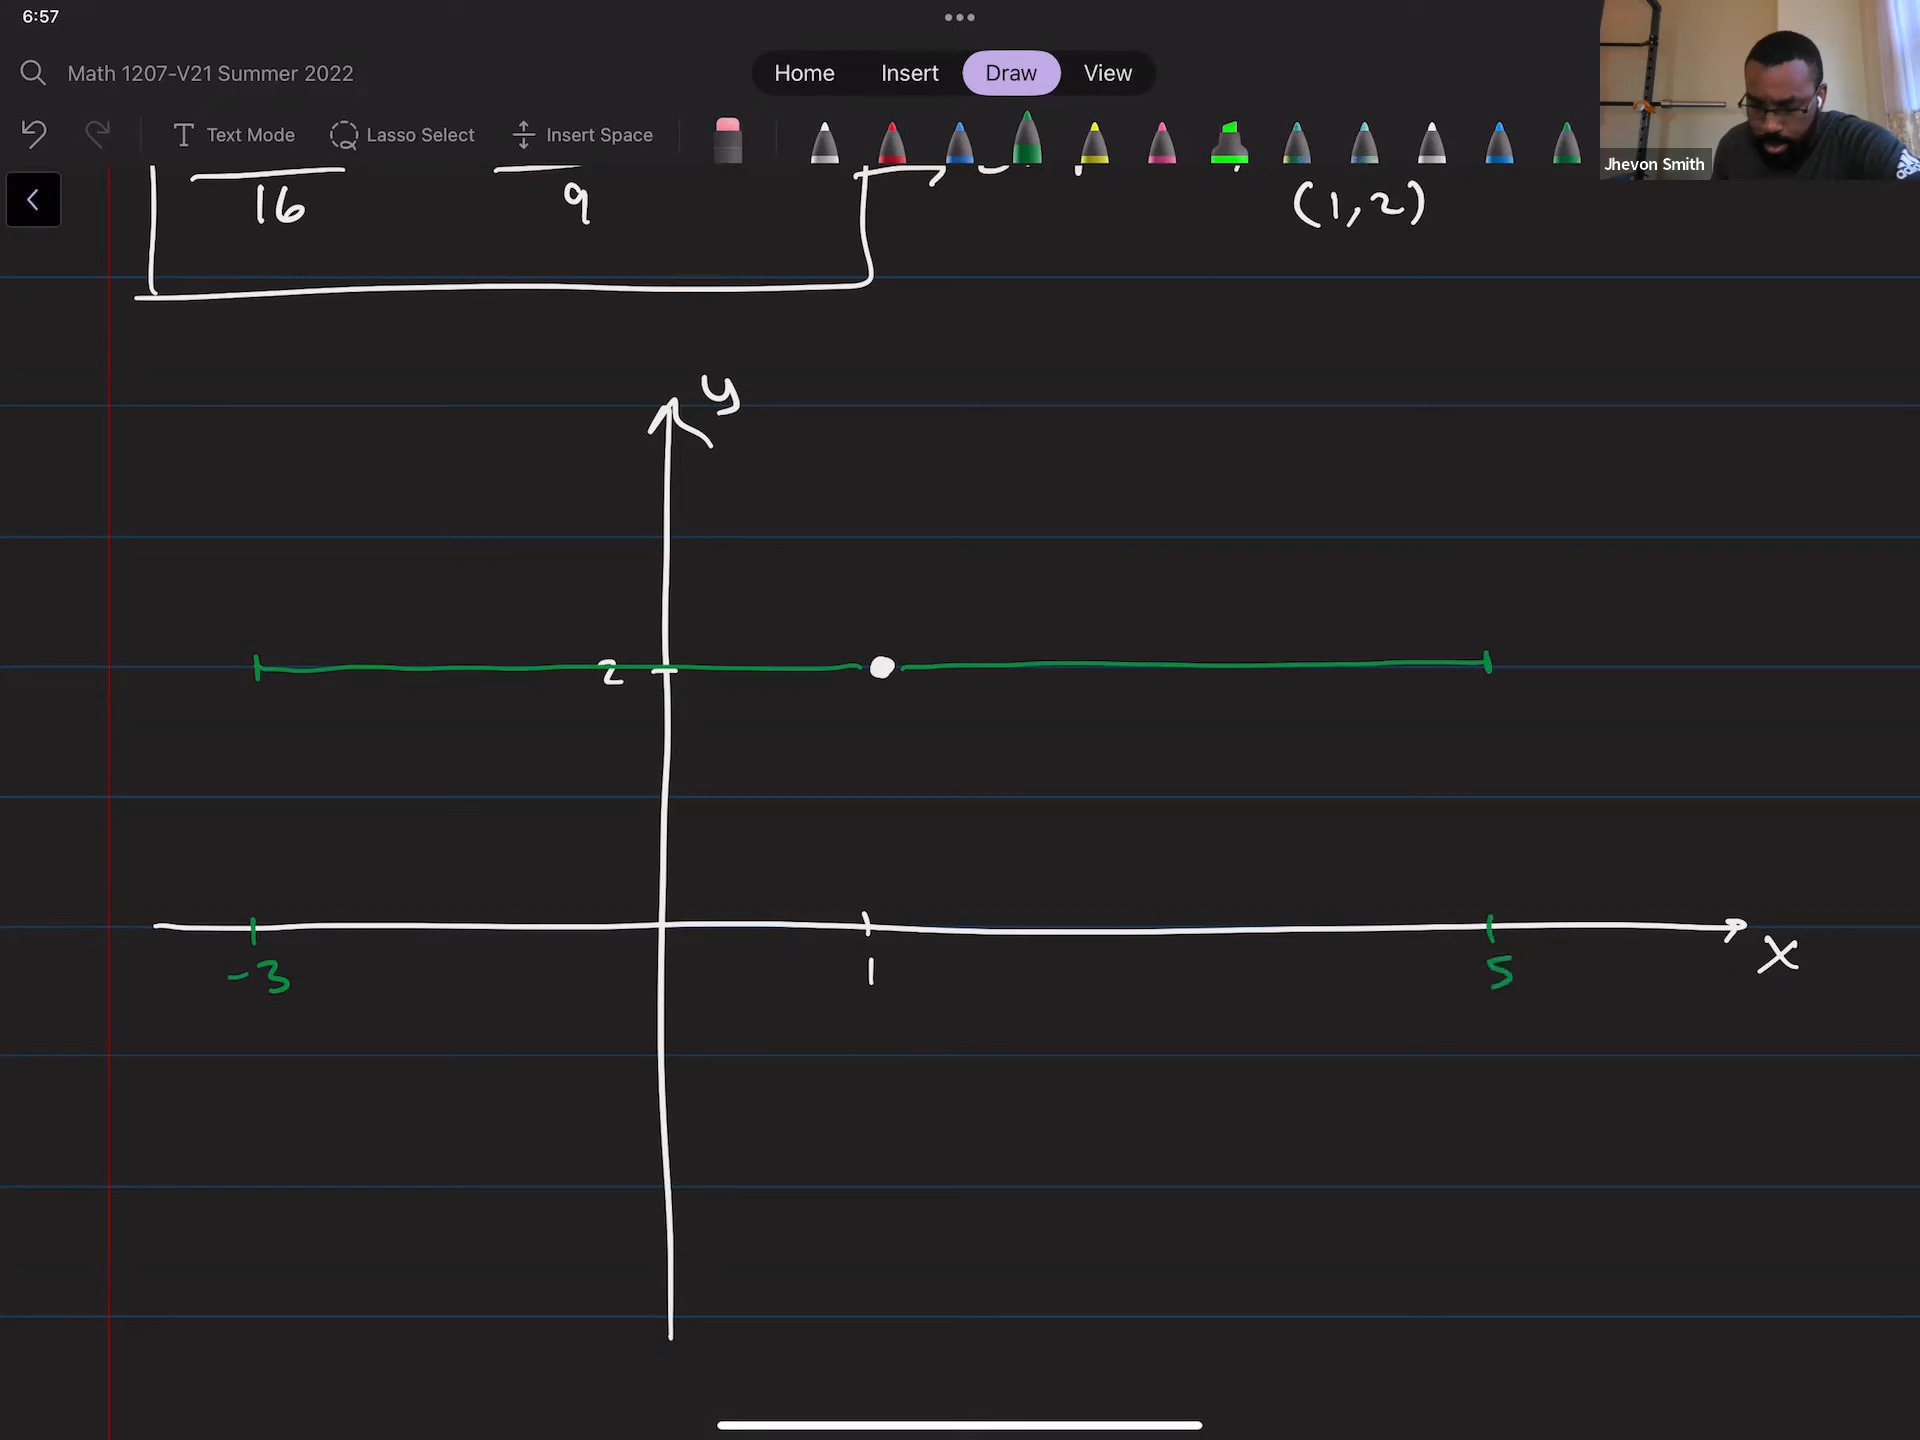 6:57
Math 1207-V21 Summer 2022
Home Insert Draw View
Text Mode Lasso Select Insert Space
Jhevon Smith
16 9 (1,2)
y
2
-3 1 5 x